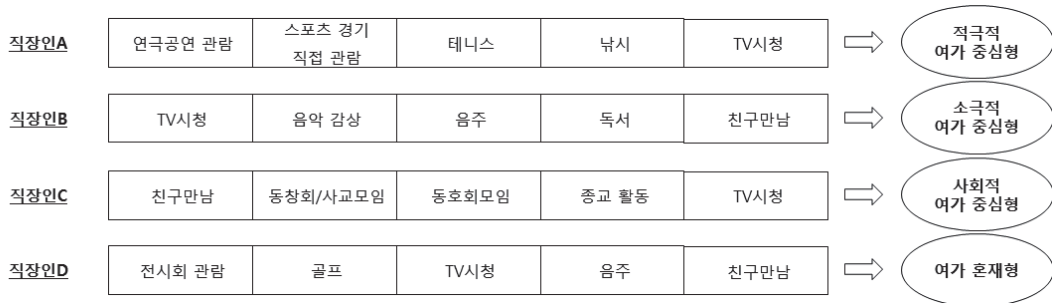 직장인A 연극공연 관람 스포츠 경기 직접 관람 테니스 낚시 TV시청 적극적 여가 중심형
직장인B TV시청 음악 감상 음주 독서 친구만남 소극적 여가 중심형
직장인C 친구만남 동창회/사교모임 동호회모임 종교 활동 TV시청 사회적 여가 중심형
직장인D 전시회 관람 골프 TV시청 음주 친구만남 여가 혼재형